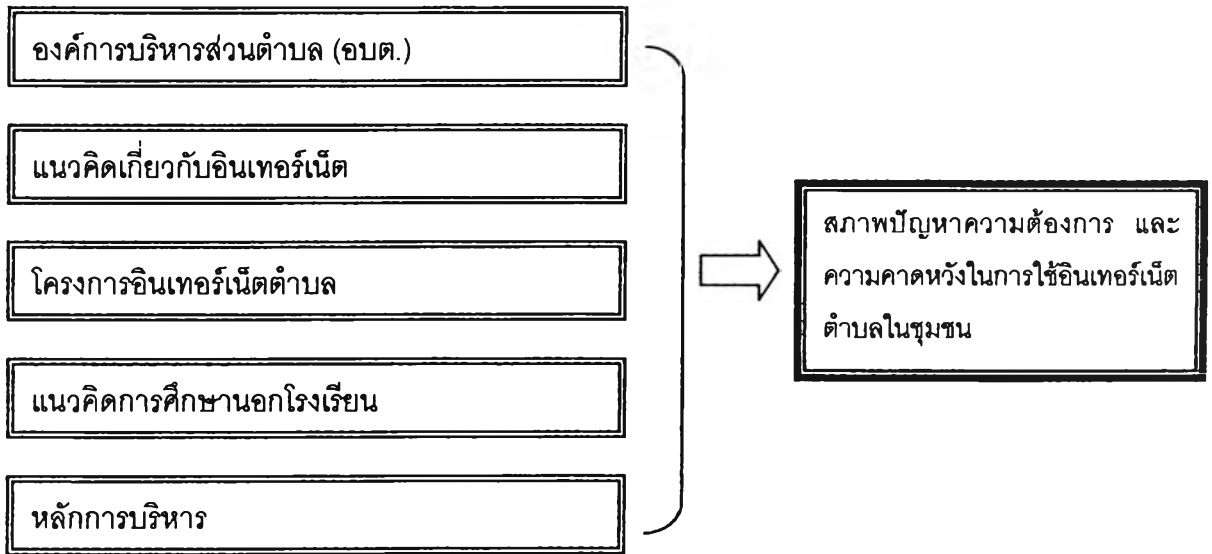 องค์การบริหารส่วนตำบล (อบต.)
แนวคิดเกี่ยวกับอินเทอร์เน็ต
โครงการอินเทอร์เน็ตตำบล
แนวคิดการศึกษานอกโรงเรียน
หลักการบริหาร
สภาพปัญหาความต้องการ และ
ความคาดหวังในการใช้อินเทอร์เน็ต
ตำบลในชุมชน